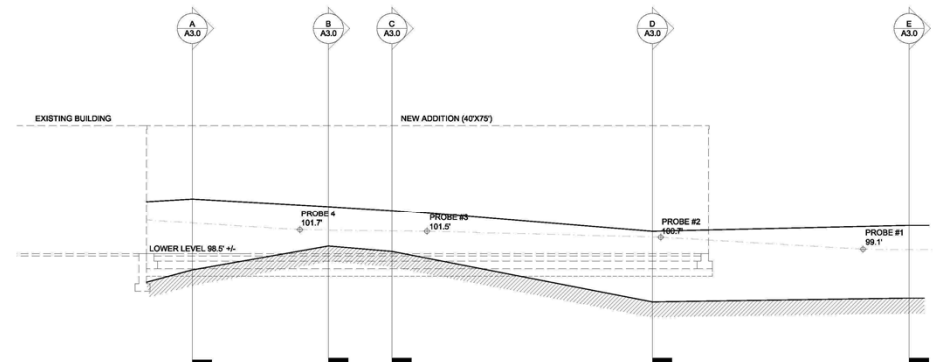 A
A3.0
B
A3.0
C
A3.0
D
A3.0
E
A3.0
EXISTING BUILDING
NEW ADDITION (40'X75')
PROBE 4
101.7'
PROBE #3
101.5'
PROBE #2
100.7'
PROBE #1
99.1'
LOWER LEVEL 98.5' +/-